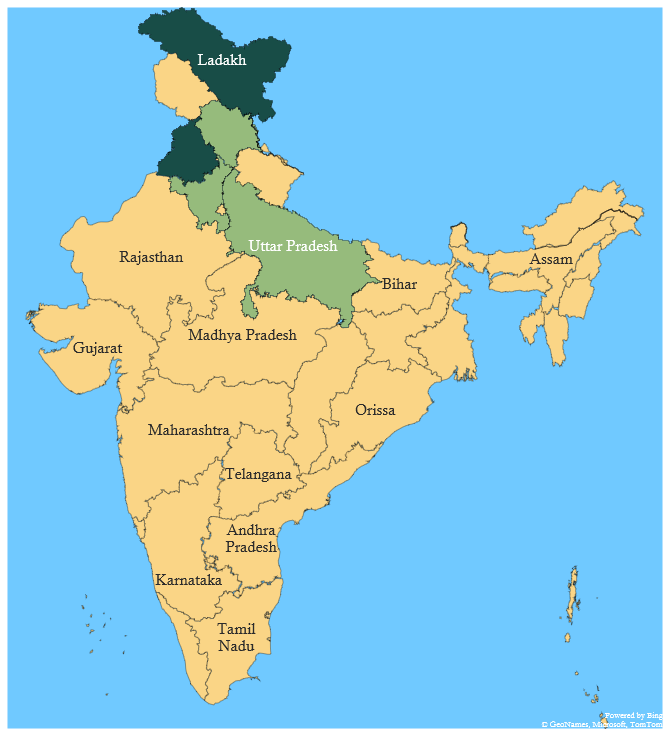 Ladakh
Uttar Pradesh
Rajasthan
Assam
Bihar
Madhya Pradesh
Gujarat
Orissa
Maharashtra
Telangana
Andhra
Pradesh
Karnataka
Tamil
Nadu
Powered by Bing
© GeoNames, Microsoft, TomTom